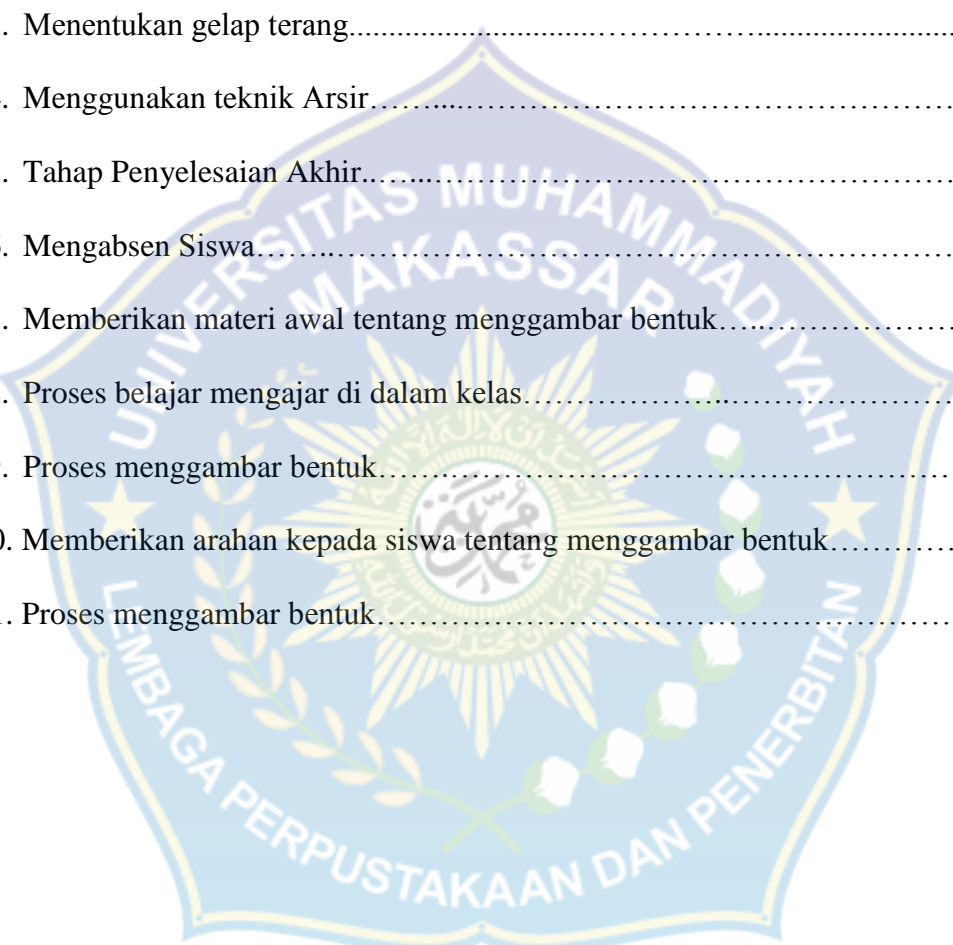 . Menentukan gelap terang............................……………..........................
. Menggunakan teknik Arsir……....……………………………………………
. Tahap Penyelesaian Akhir..…...………………………………………………
. Mengabsen Siswa……..………………………………………………………
. Memberikan materi awal tentang menggambar bentuk…..…………………
. Proses belajar mengajar di dalam kelas………………..……………………
. Proses menggambar bentuk…………………………………………………
0. Memberikan arahan kepada siswa tentang menggambar bentuk…………
1. Proses menggambar bentuk…………………………………………………
UNIVERSITAS MUHAMMADIYAH
MAKASSAR
LEMBAGA PERPUSTAKAAN DAN PENERBITAN